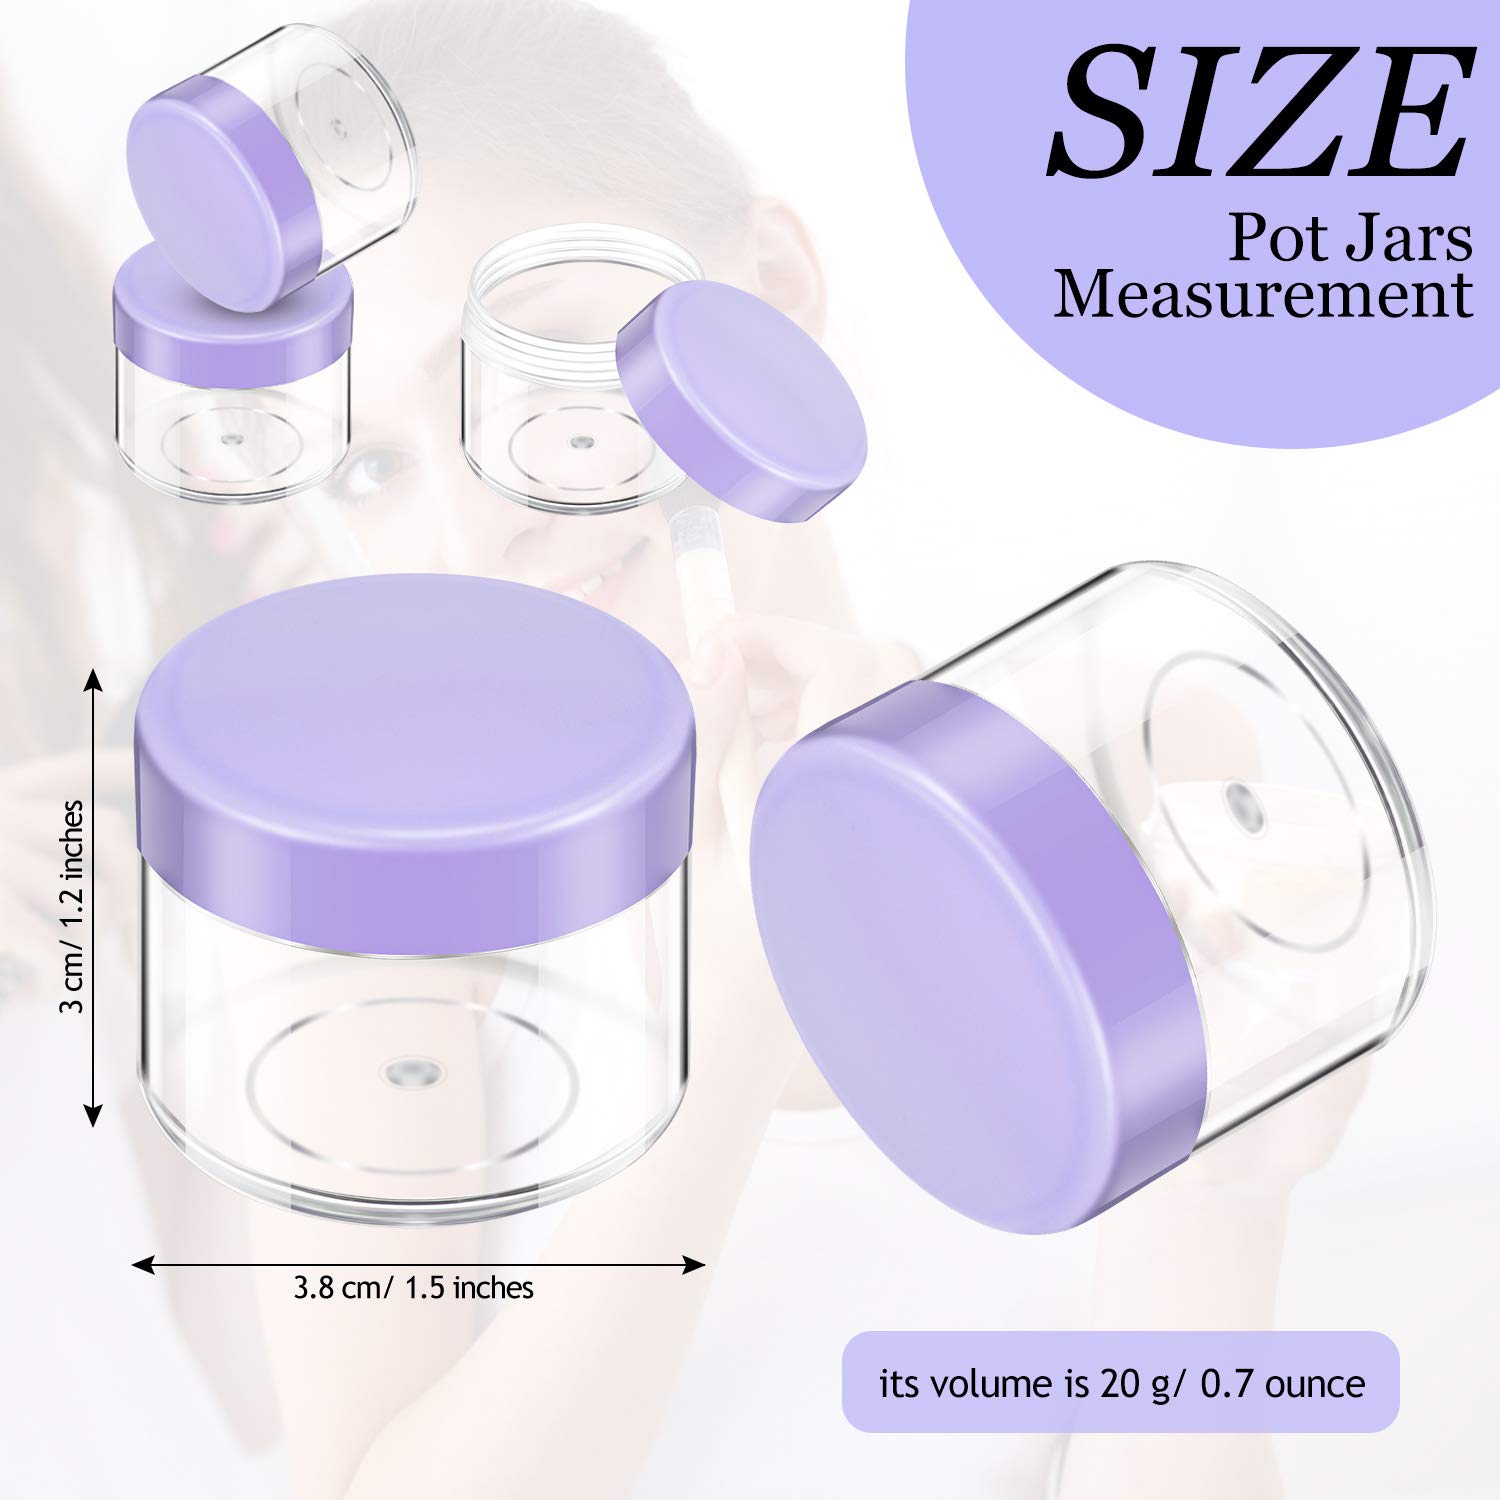 SIZE
Pot Jars
Measurement
3 cm/ 1.2 inches
3.8 cm/ 1.5 inches
its volume is 20 g/ 0.7 ounce